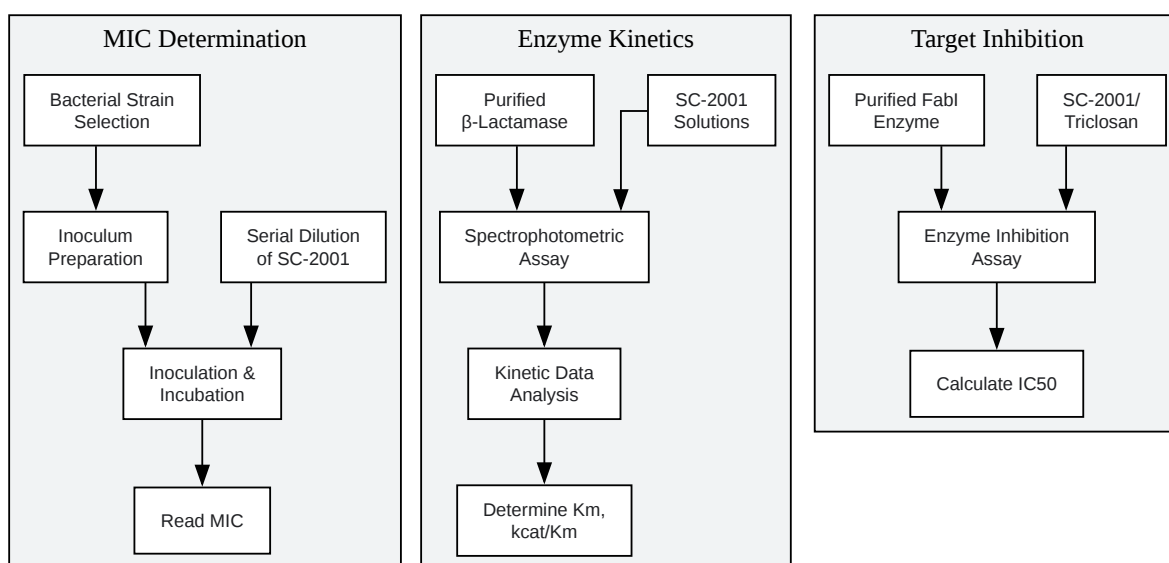 MIC Determination
Bacterial Strain
Selection
Inoculum
Preparation
Serial Dilution
of SC-2001
Inoculation &
Incubation
Read MIC
Enzyme Kinetics
Purified
β-Lactamase
SC-2001
Solutions
Spectrophotometric
Assay
Kinetic Data
Analysis
Determine Km,
kcat/Km
Target Inhibition
Purified FabI
Enzyme
SC-2001/
Triclosan
Enzyme Inhibition
Assay
Calculate IC50